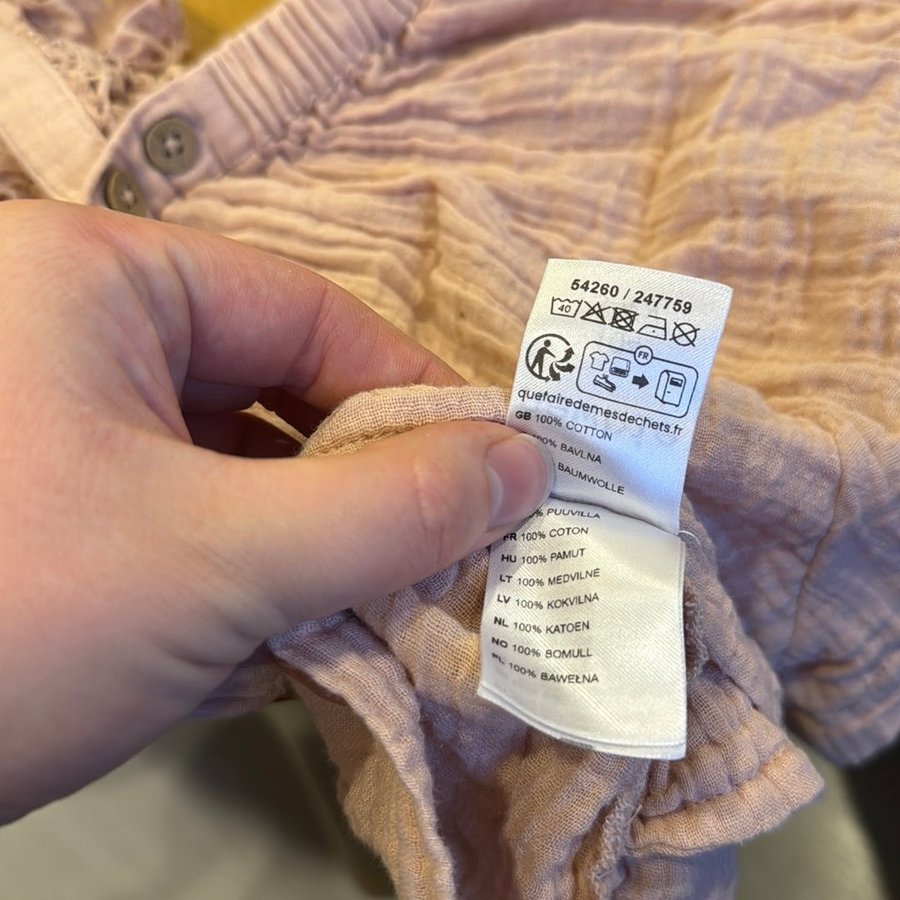 54260 / 247759
40
FR
quefairedemesdechets.fr
GB 100% COTTON
100% BAVLNA
BAUMWOLLE
% PUUVILLA
FR 100% COTON
HU 100% PAMUT
LT 100% MEDVILNĖ
LV 100% KOKVILNA
NL 100% KATOEN
NO 100% BOMULL
PL 100% BAWEŁNA